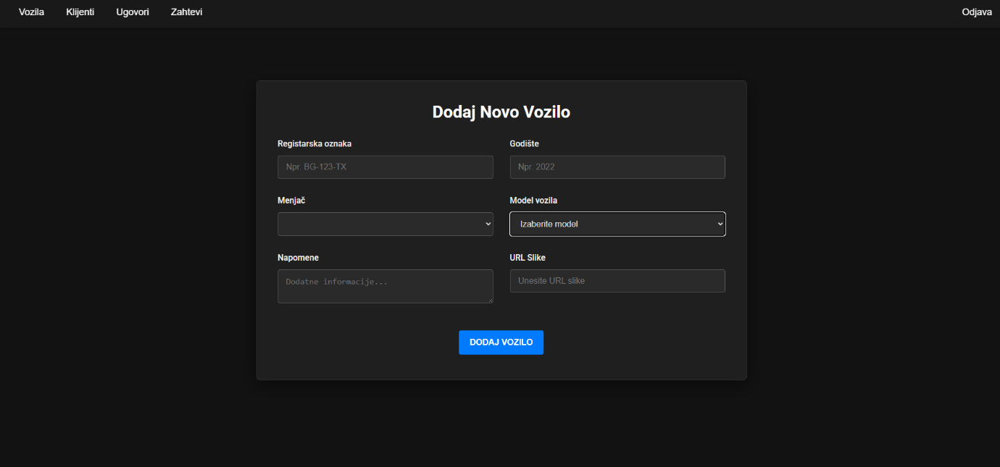 Vozila Klijenti Ugovori Zahtevi Odjava
Dodaj Novo Vozilo
Registarska oznaka Godište
Npr. BG-123-TX Npr. 2022
Menjač Model vozila
Izaberite model
Napomene URL Slike
Dodatne informacije... Unesite URL slike
DODAJ VOZILO